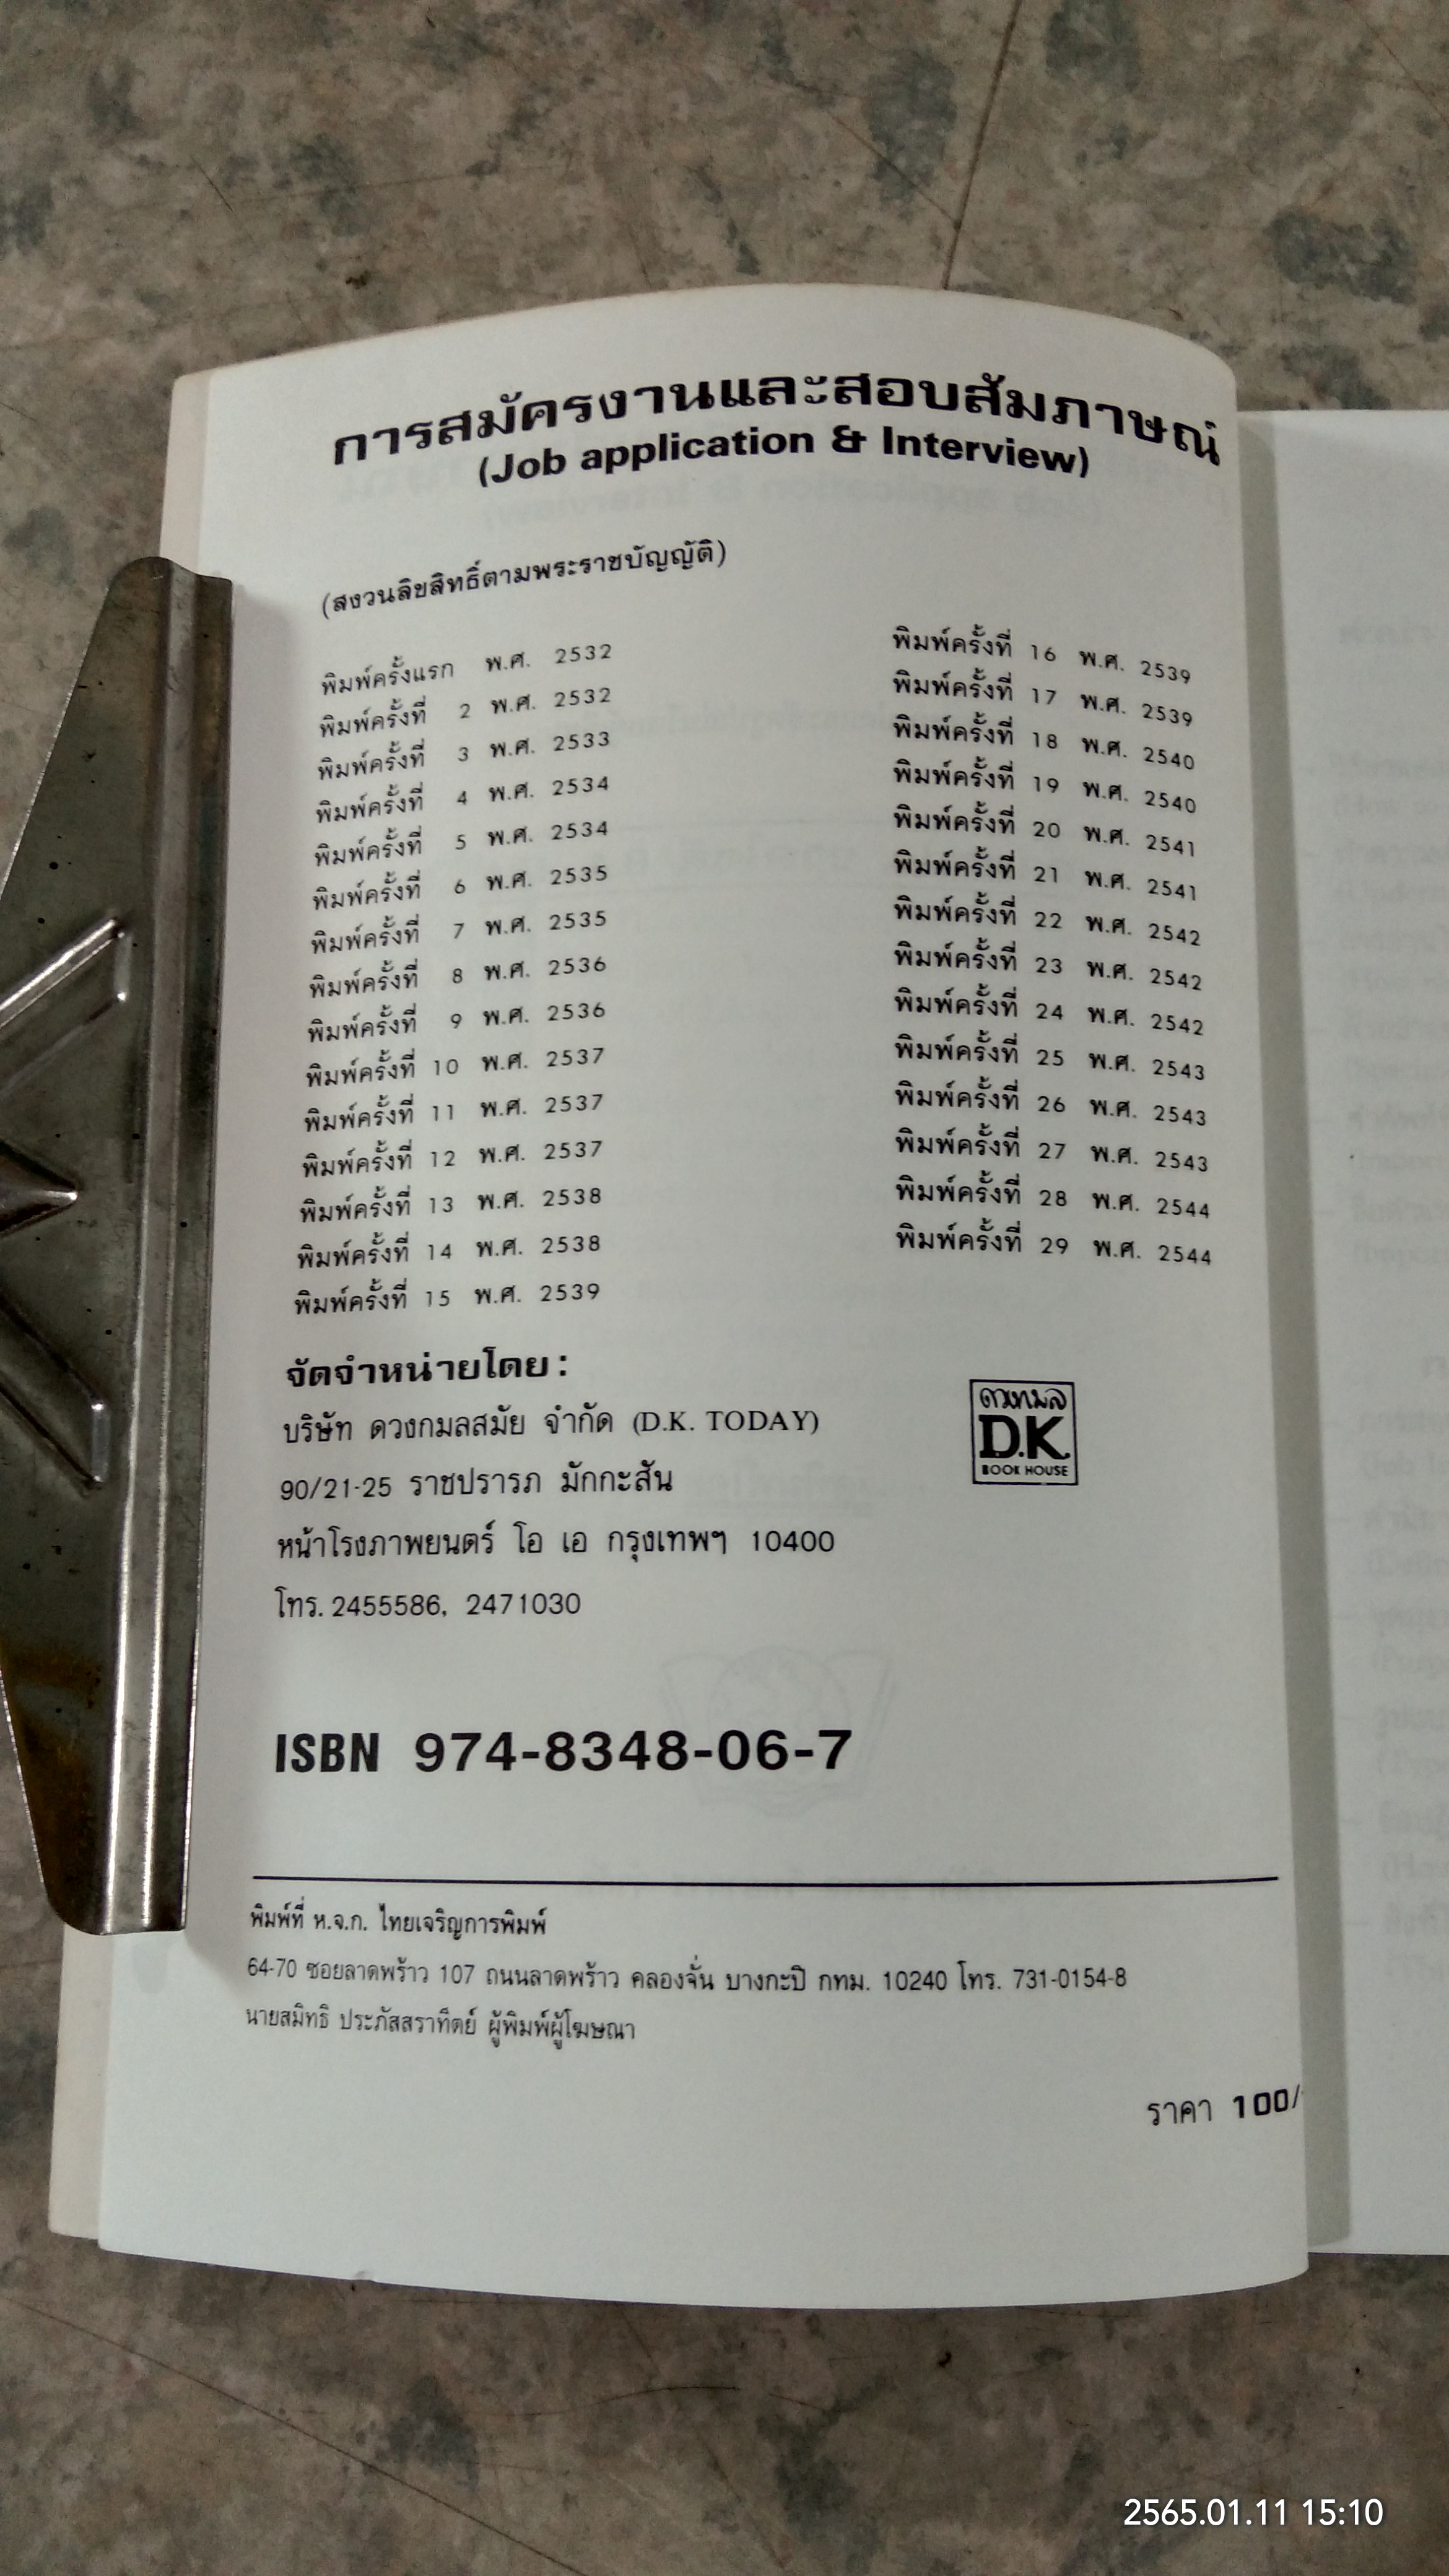 การสมัครงานและสอบสัมภาษณ์
(Job application & Interview)
(สงวนลิขสิทธิ์ตามพระราชบัญญัติ)
พิมพ์ครั้งแรก พ.ศ. 2532
พิมพ์ครั้งที่ 2 พ.ศ. 2532
พิมพ์ครั้งที่ 3 พ.ศ. 2533
พิมพ์ครั้งที่ 4 พ.ศ. 2534
พิมพ์ครั้งที่ 5 พ.ศ. 2534
พิมพ์ครั้งที่ 6 พ.ศ. 2535
พิมพ์ครั้งที่ 7 พ.ศ. 2535
พิมพ์ครั้งที่ 8 พ.ศ. 2536
พิมพ์ครั้งที่ 9 พ.ศ. 2536
พิมพ์ครั้งที่ 10 พ.ศ. 2537
พิมพ์ครั้งที่ 11 พ.ศ. 2537
พิมพ์ครั้งที่ 12 พ.ศ. 2537
พิมพ์ครั้งที่ 13 พ.ศ. 2538
พิมพ์ครั้งที่ 14 พ.ศ. 2538
พิมพ์ครั้งที่ 15 พ.ศ. 2539
พิมพ์ครั้งที่ 16 พ.ศ. 2539
พิมพ์ครั้งที่ 17 พ.ศ. 2539
พิมพ์ครั้งที่ 18 พ.ศ. 2540
พิมพ์ครั้งที่ 19 พ.ศ. 2540
พิมพ์ครั้งที่ 20 พ.ศ. 2541
พิมพ์ครั้งที่ 21 พ.ศ. 2541
พิมพ์ครั้งที่ 22 พ.ศ. 2542
พิมพ์ครั้งที่ 23 พ.ศ. 2542
พิมพ์ครั้งที่ 24 พ.ศ. 2542
พิมพ์ครั้งที่ 25 พ.ศ. 2543
พิมพ์ครั้งที่ 26 พ.ศ. 2543
พิมพ์ครั้งที่ 27 พ.ศ. 2543
พิมพ์ครั้งที่ 28 พ.ศ. 2544
พิมพ์ครั้งที่ 29 พ.ศ. 2544
จัดจำหน่ายโดย :
บริษัท ดวงกมลสมัย จำกัด (D.K. TODAY)
90/21-25 ราชปรารภ มักกะสัน
หน้าโรงภาพยนตร์ โอ เอ กรุงเทพฯ 10400
โทร. 2455586, 2471030
ดวงกมล
D.K.
BOOK HOUSE
ISBN 974-8348-06-7
พิมพ์ที่ ห.จ.ก. ไทยเจริญการพิมพ์
64-70 ซอยลาดพร้าว 107 ถนนลาดพร้าว คลองจั่น บางกะปิ กทม. 10240 โทร. 731-0154-8
นายสมิทธิ ประภัสสราทิตย์ ผู้พิมพ์ผู้โฆษณา
ราคา 100/
2565.01.11 15:10